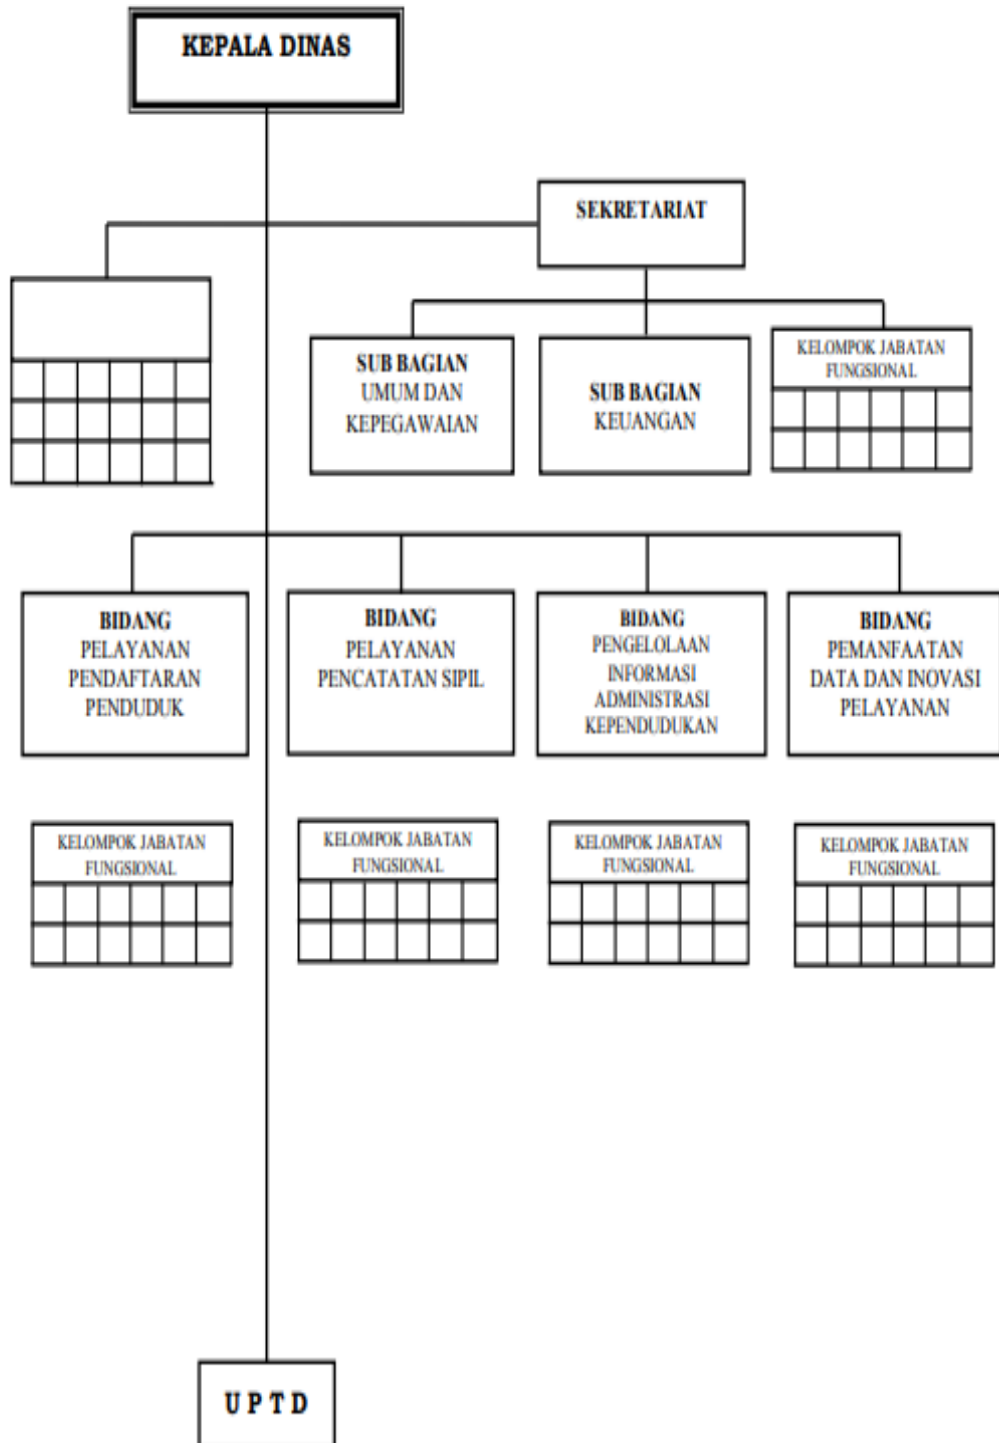 KEPALA DINAS
SEKRETARIAT
SUB BAGIAN
UMUM DAN
KEPEGAWAIAN
SUB BAGIAN
KEUANGAN
KELOMPOK JABATAN
FUNGSIONAL
BIDANG
PELAYANAN
PENDAFTARAN
PENDUDUK
BIDANG
PELAYANAN
PENCATATAN SIPIL
BIDANG
PENGELOLAAN
INFORMASI
ADMINISTRASI
KEPENDUDUKAN
BIDANG
PEMANFAATAN
DATA DAN INOVASI
PELAYANAN
KELOMPOK JABATAN
FUNGSIONAL
KELOMPOK JABATAN
FUNGSIONAL
KELOMPOK JABATAN
FUNGSIONAL
KELOMPOK JABATAN
FUNGSIONAL
U P T D